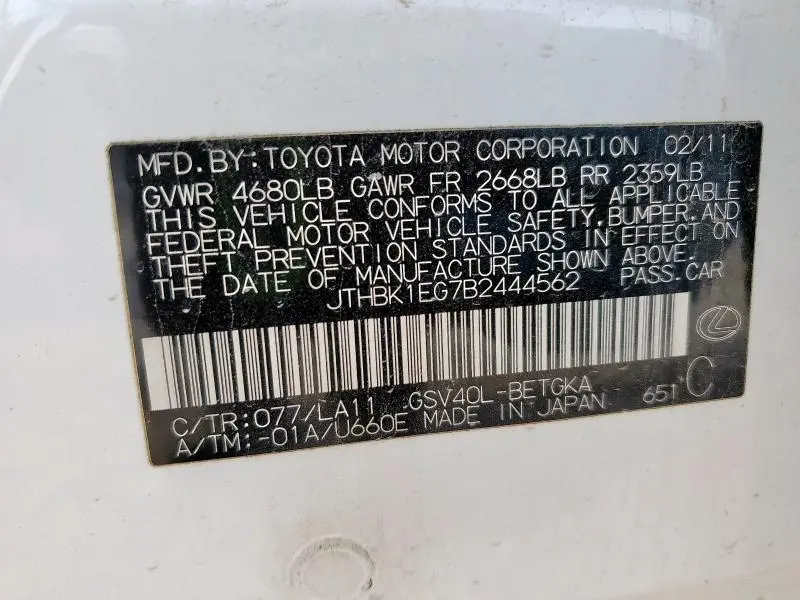 MFD. BY: TOYOTA MOTOR CORPORATION 02/11
GVWR 4680LB GAWR FR 2668LB RR 2359LB
THIS VEHICLE CONFORMS TO ALL APPLICABLE
FEDERAL MOTOR VEHICLE SAFETY, BUMPER, AND
THEFT PREVENTION STANDARDS IN EFFECT ON
THE DATE OF MANUFACTURE SHOWN ABOVE.
JTHBK1EG7B2444562 PASS. CAR
C/TR: 077/LA11 GSV40L-BETGKA 651 C
A/TM: -01A/U660E MADE IN JAPAN